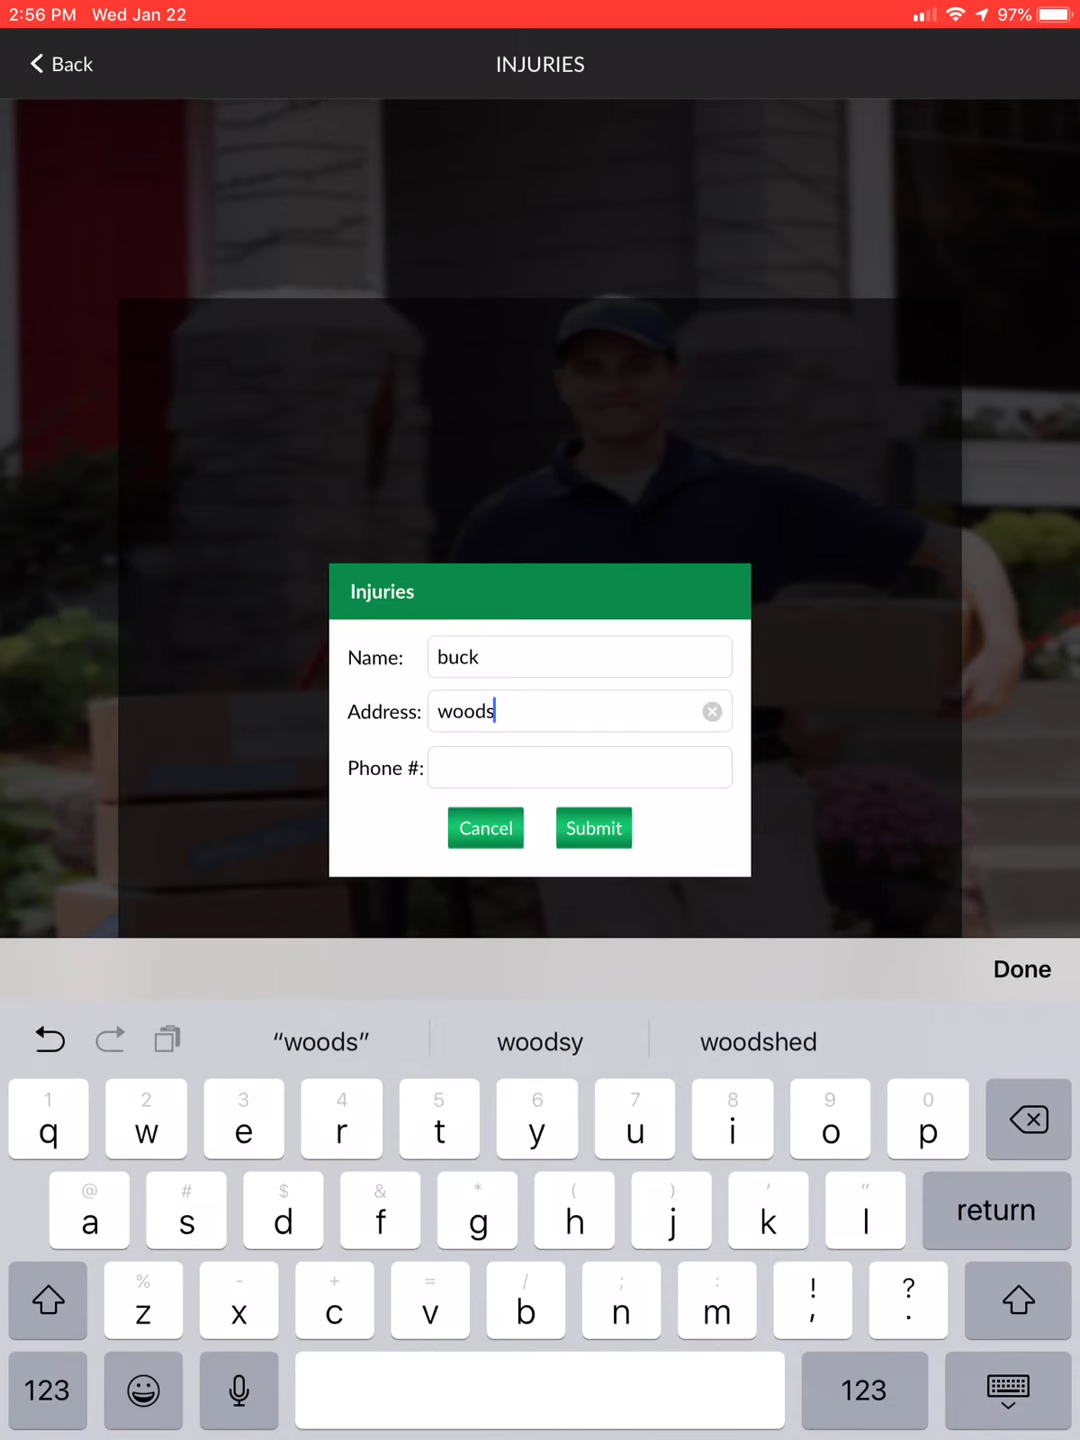 2:56 PM Wed Jan 22 97%
Back INJURIES
Injuries
Name: buck
Address: woods
Phone #:
Cancel Submit
Done
“woods” woodsy woodshed
1 2 3 4 5 6 7 8 9 0
q w e r t y u i o p
@ # $ & * ( ) ' "
a s d f g h j k l return
% - + = / ; : ! ?
z x c v b n m , .
123 123